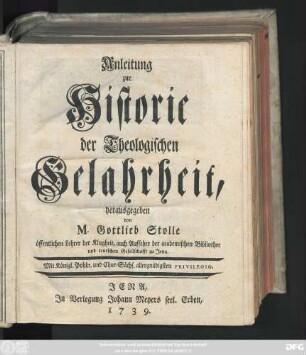 Anleitung
zur
Historie
der Theologischen
Gelahrheit,
herausgegeben
von
M. Gottlieb Stolle
öffentlichen Lehrer der Klugheit, auch Aufseher der academischen Bibliothec
und teutschen Gesellschafft zu Jena.
Mit Königl. Pohln. und Chur-Sächs. allergnädigsten PRIVILEGIO.
JENA,
In Verlegung Johann Meyers seel. Erben,
1739.